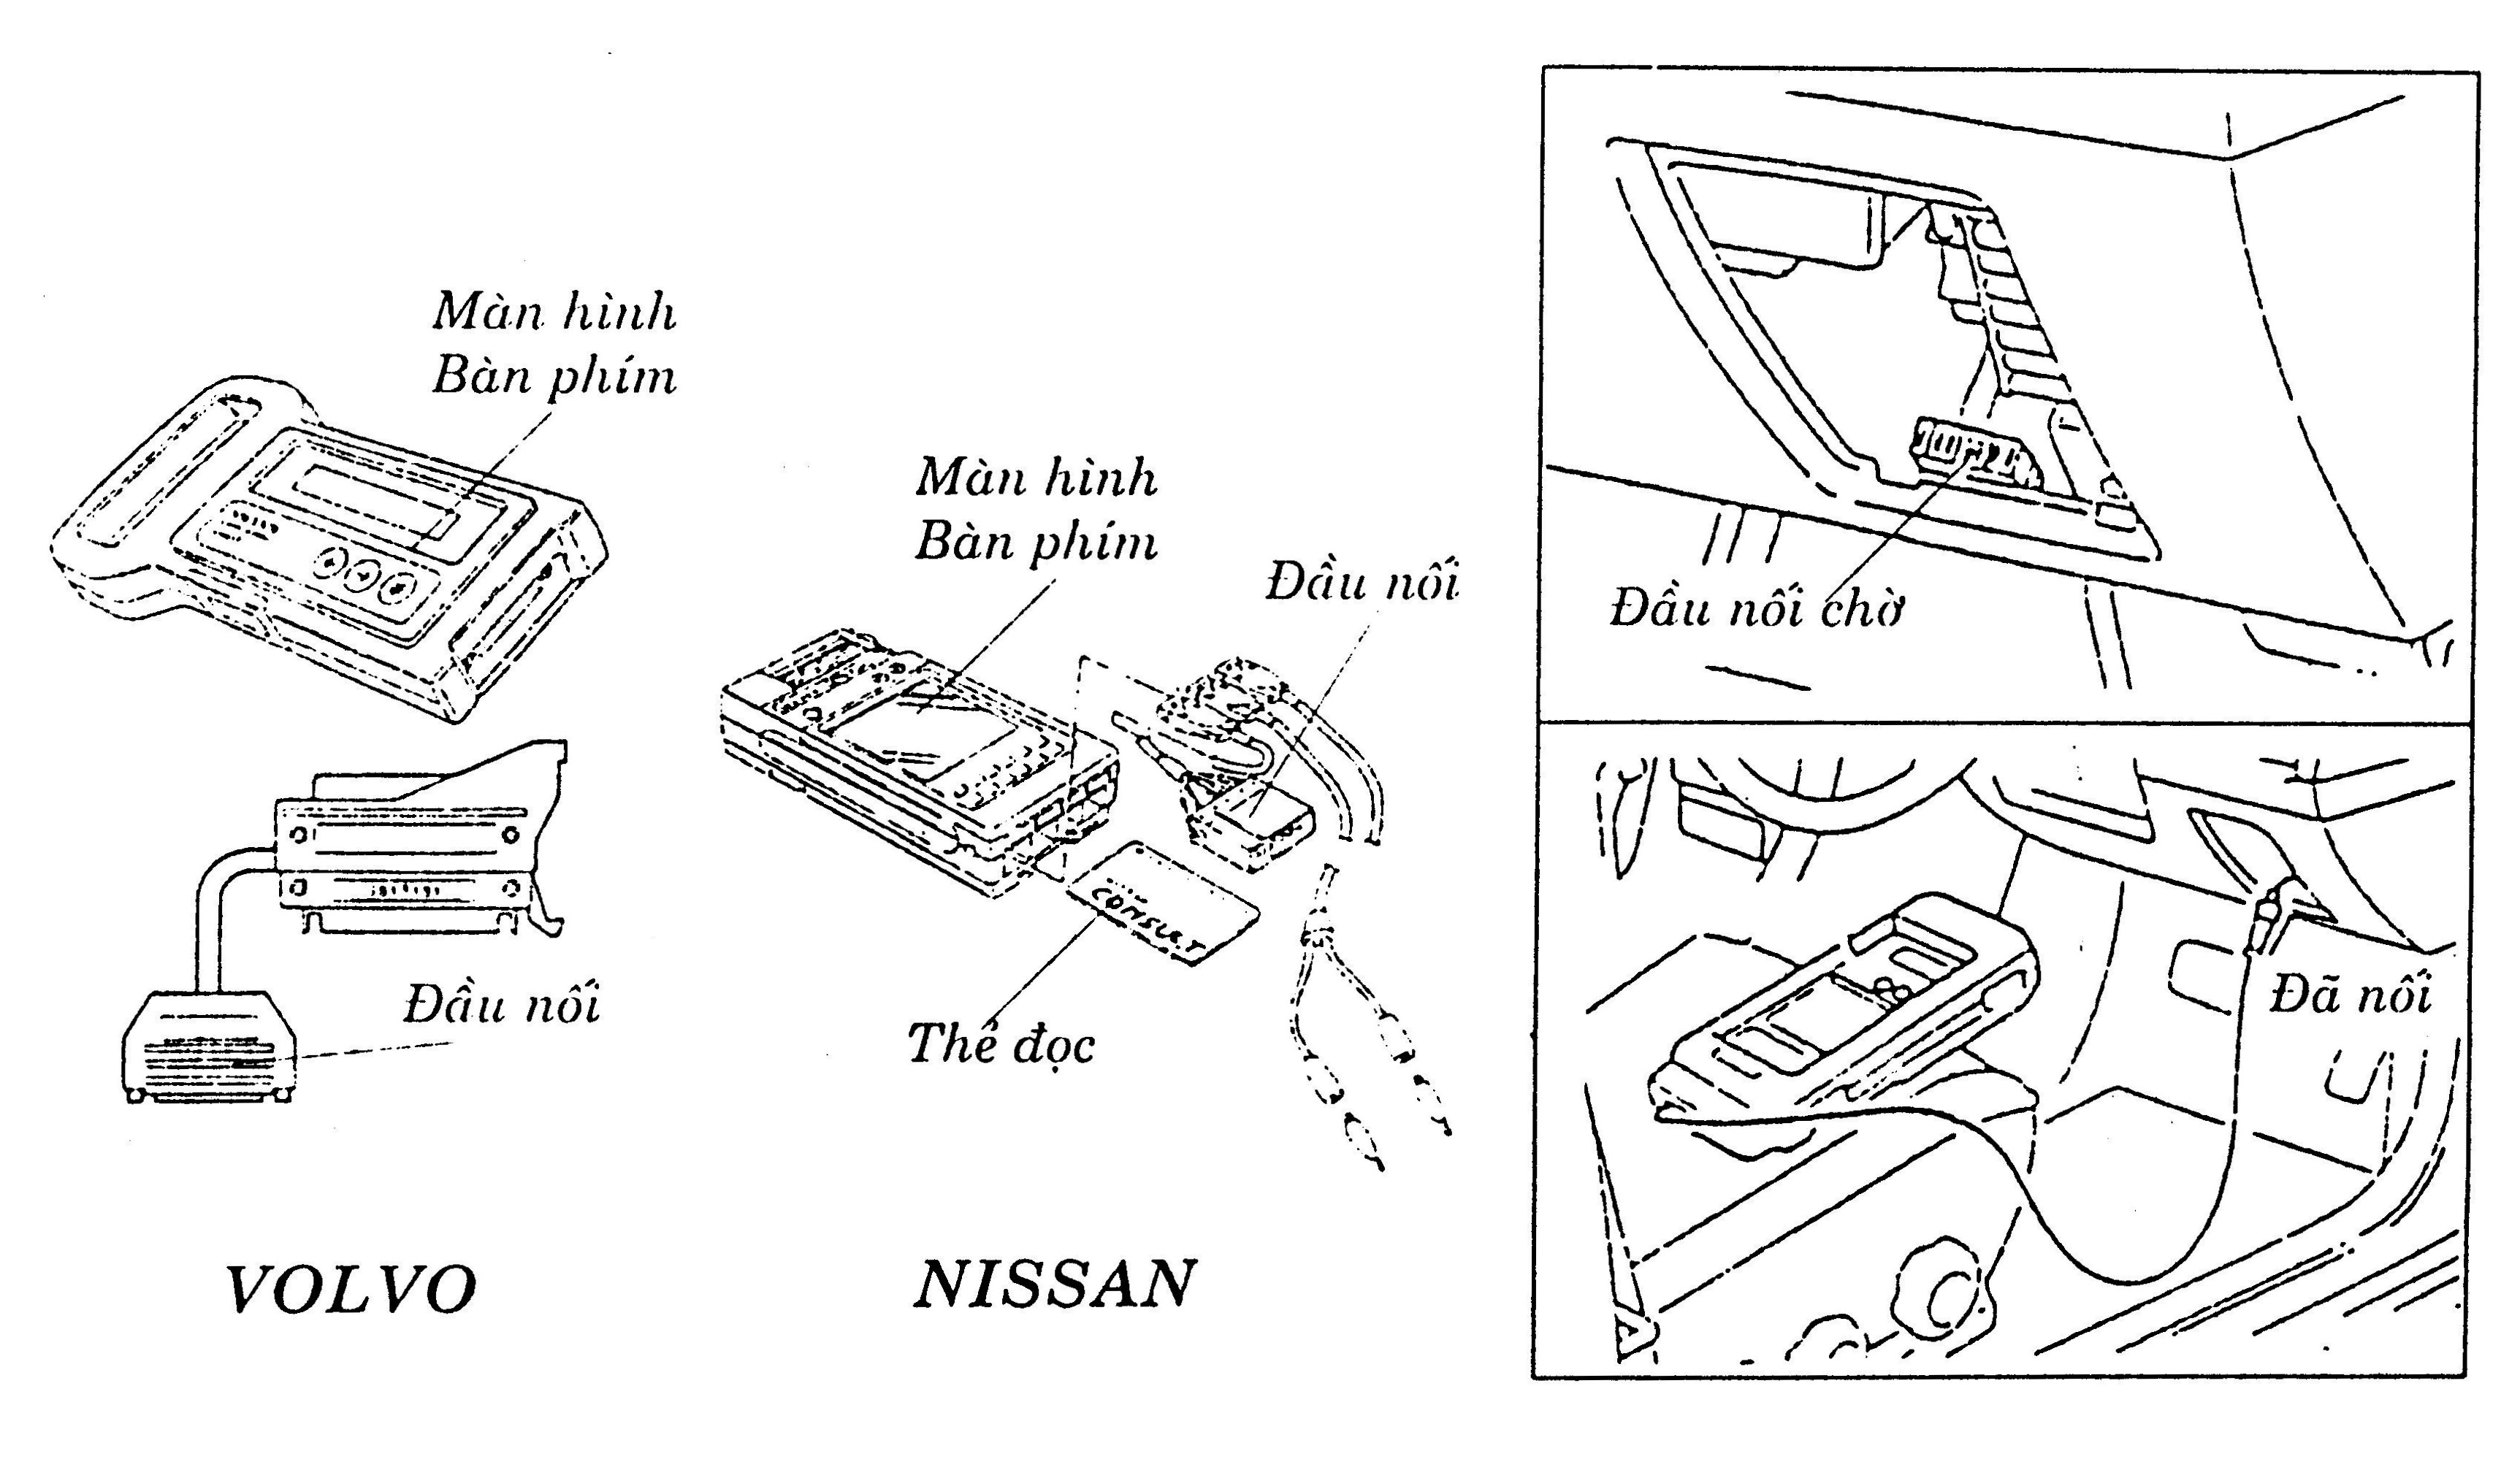 Màn hình
Bàn phím
Đầu nối
VOLVO
Màn hình
Bàn phím
Đầu nối
CONSULT
Thẻ đọc
NISSAN
Đầu nối chờ
Đã nối